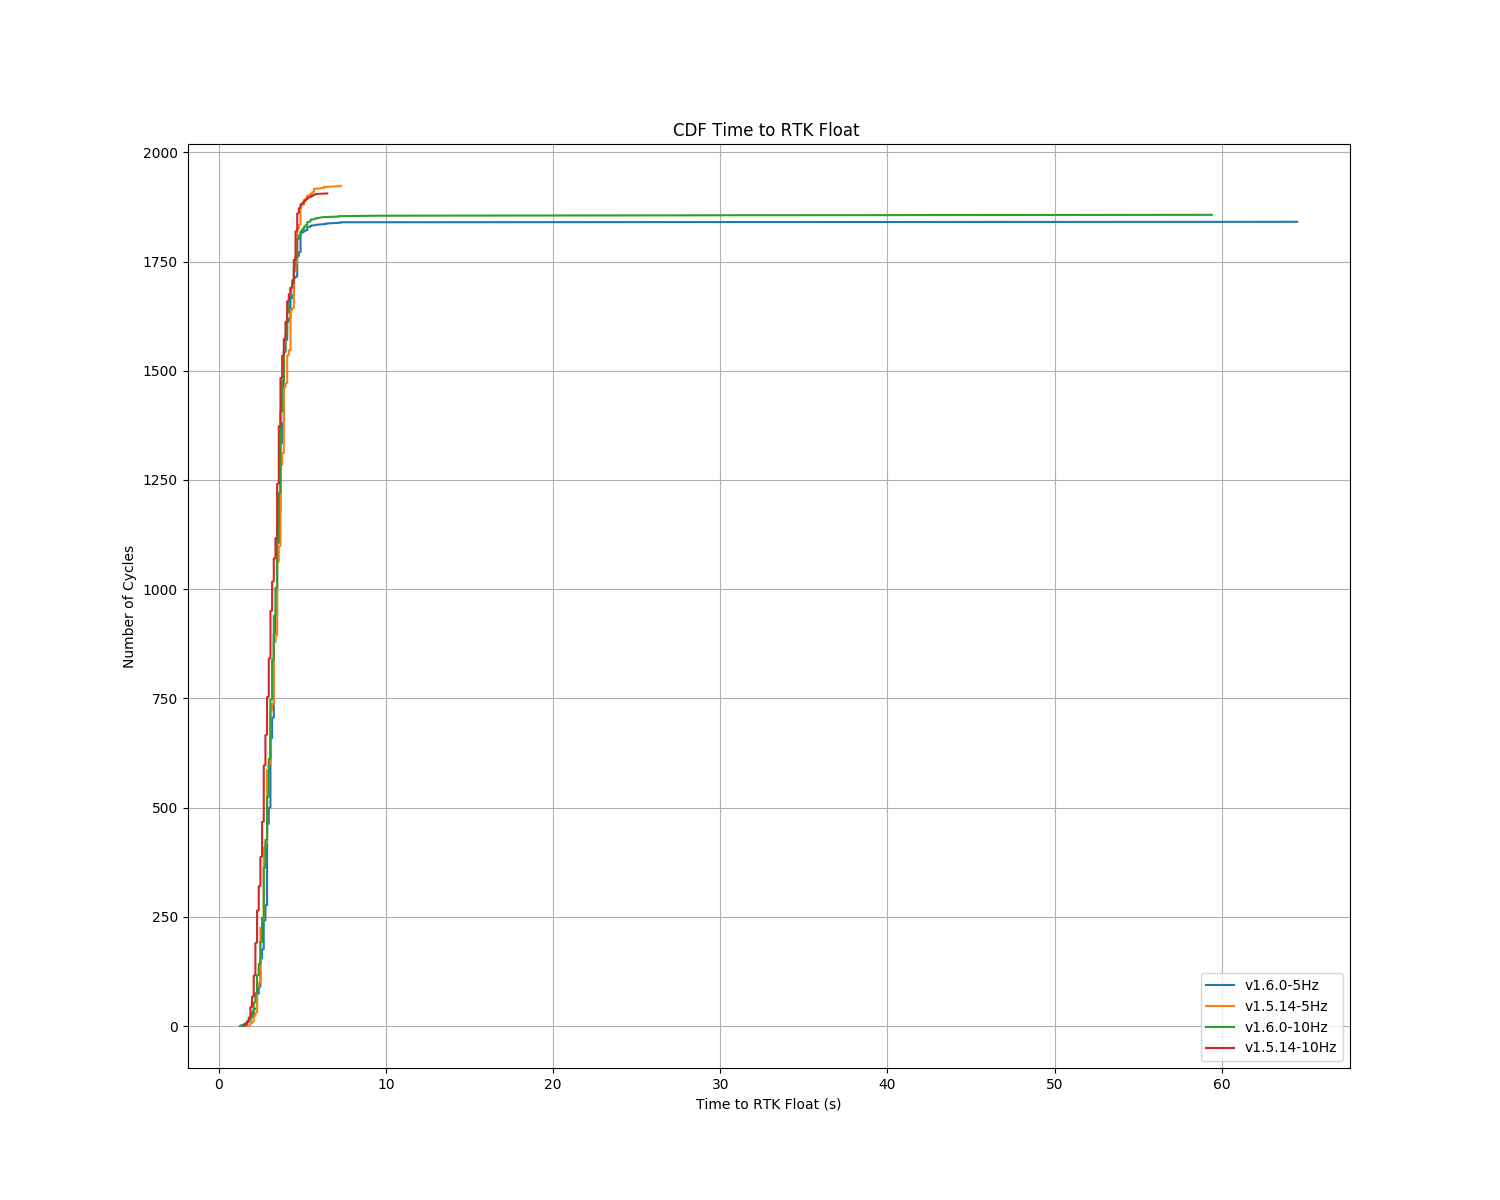 CDF Time to RTK Float
2000
1750
1500
1250
1000
750
500
250
0
Number of Cycles
0 10 20 30 40 50 60
Time to RTK Float (s)
v1.6.0-5Hz
v1.5.14-5Hz
v1.6.0-10Hz
v1.5.14-10Hz